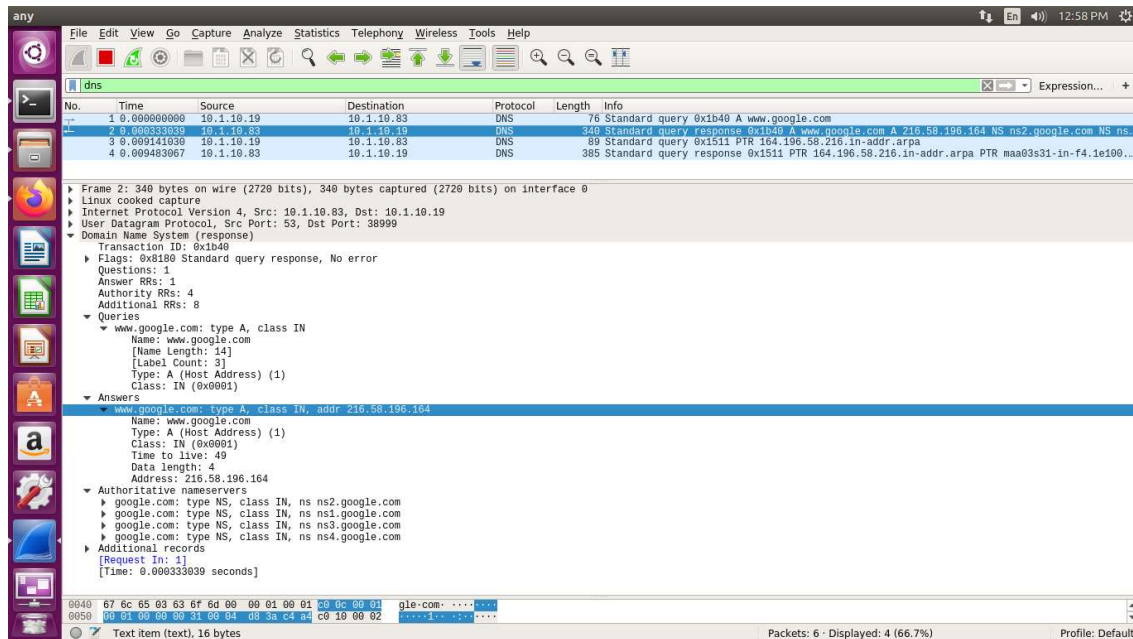 any
En
12:58 PM
File Edit View Go Capture Analyze Statistics Telephony Wireless Tools Help
dns
Expression... +
No. Time Source Destination Protocol Length Info
1 0.000000000 10.1.10.19 10.1.10.83 DNS 76 Standard query 0x1b40 A www.google.com
2 0.000333039 10.1.10.83 10.1.10.19 DNS 340 Standard query response 0x1b40 A www.google.com A 216.58.196.164 NS ns2.google.com NS ns…
3 0.009141030 10.1.10.19 10.1.10.83 DNS 89 Standard query 0x1511 PTR 164.196.58.216.in-addr.arpa
4 0.009483067 10.1.10.83 10.1.10.19 DNS 385 Standard query response 0x1511 PTR 164.196.58.216.in-addr.arpa PTR maa03s31-in-f4.1e100…
Frame 2: 340 bytes on wire (2720 bits), 340 bytes captured (2720 bits) on interface 0
Linux cooked capture
Internet Protocol Version 4, Src: 10.1.10.83, Dst: 10.1.10.19
User Datagram Protocol, Src Port: 53, Dst Port: 38999
Domain Name System (response)
Transaction ID: 0x1b40
Flags: 0x8180 Standard query response, No error
Questions: 1
Answer RRs: 1
Authority RRs: 4
Additional RRs: 8
Queries
www.google.com: type A, class IN
Name: www.google.com
[Name Length: 14]
[Label Count: 3]
Type: A (Host Address) (1)
Class: IN (0x0001)
Answers
www.google.com: type A, class IN, addr 216.58.196.164
Name: www.google.com
Type: A (Host Address) (1)
Class: IN (0x0001)
Time to live: 49
Data length: 4
Address: 216.58.196.164
Authoritative nameservers
google.com: type NS, class IN, ns ns2.google.com
google.com: type NS, class IN, ns ns1.google.com
google.com: type NS, class IN, ns ns3.google.com
google.com: type NS, class IN, ns ns4.google.com
Additional records
[Request In: 1]
[Time: 0.000333039 seconds]
0040 67 6c 65 03 63 6f 6d 00 00 01 00 01 c0 0c 00 01 gle·com· ········
0050 00 01 00 00 00 31 00 04 d8 3a c4 a4 c0 10 00 02 ·····1·· ·:······
Text item (text), 16 bytes
Packets: 6 · Displayed: 4 (66.7%)
Profile: Default